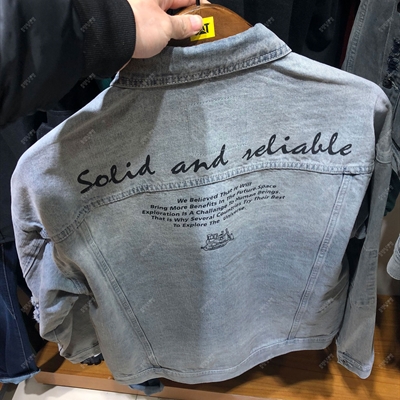 AT
Solid and reliable
We Believed That It Will
Bring More Benefits In The Future Space
Exploration Is A Challenge To Human Beings
That Is Why Several Countries Try Their Best
To Explore The Universe